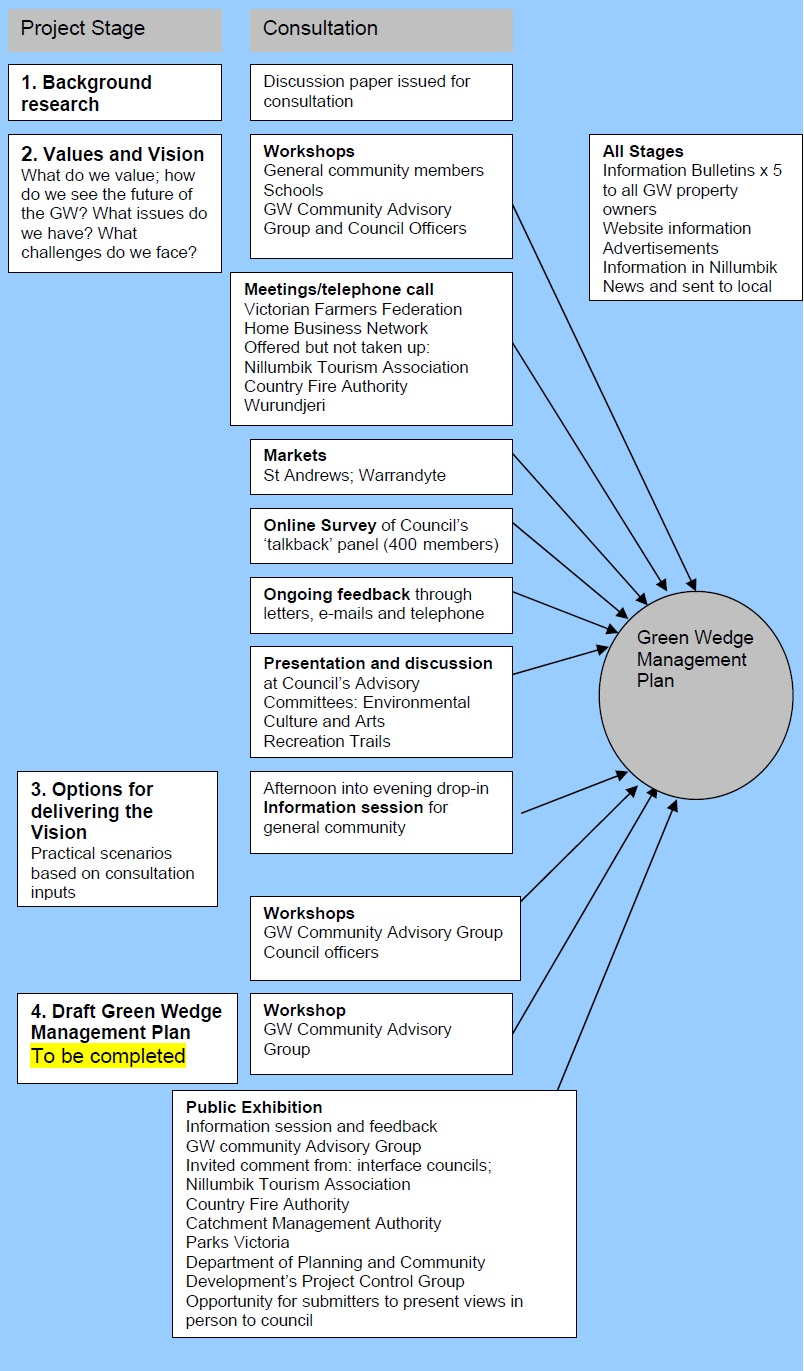 Project Stage
Consultation
1. Background
research
Discussion paper issued for
consultation
2. Values and Vision
What do we value; how
do we see the future of
the GW? What issues do
we have? What
challenges do we face?
Workshops
General community members
Schools
GW Community Advisory
Group and Council Officers
All Stages
Information Bulletins x 5
to all GW property
owners
Website information
Advertisements
Information in Nillumbik
News and sent to local
Meetings/telephone call
Victorian Farmers Federation
Home Business Network
Offered but not taken up:
Nillumbik Tourism Association
Country Fire Authority
Wurundjeri
Markets
St Andrews; Warrandyte
Online Survey of Council’s
‘talkback’ panel (400 members)
Ongoing feedback through
letters, e-mails and telephone
Presentation and discussion
at Council’s Advisory
Committees: Environmental
Culture and Arts
Recreation Trails
Green Wedge
Management
Plan
3. Options for
delivering the
Vision
Practical scenarios
based on consultation
inputs
Afternoon into evening drop-in
Information session for
general community
Workshops
GW Community Advisory Group
Council officers
4. Draft Green Wedge
Management Plan
To be completed
Workshop
GW Community Advisory
Group
Public Exhibition
Information session and feedback
GW community Advisory Group
Invited comment from: interface councils;
Nillumbik Tourism Association
Country Fire Authority
Catchment Management Authority
Parks Victoria
Department of Planning and Community
Development’s Project Control Group
Opportunity for submitters to present views in
person to council